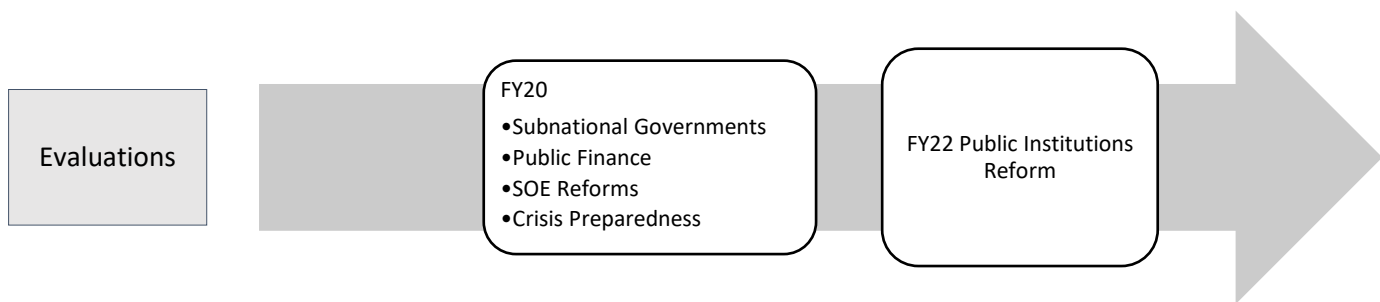 Evaluations
FY20
•Subnational Governments
•Public Finance
•SOE Reforms
•Crisis Preparedness
FY22 Public Institutions
Reform